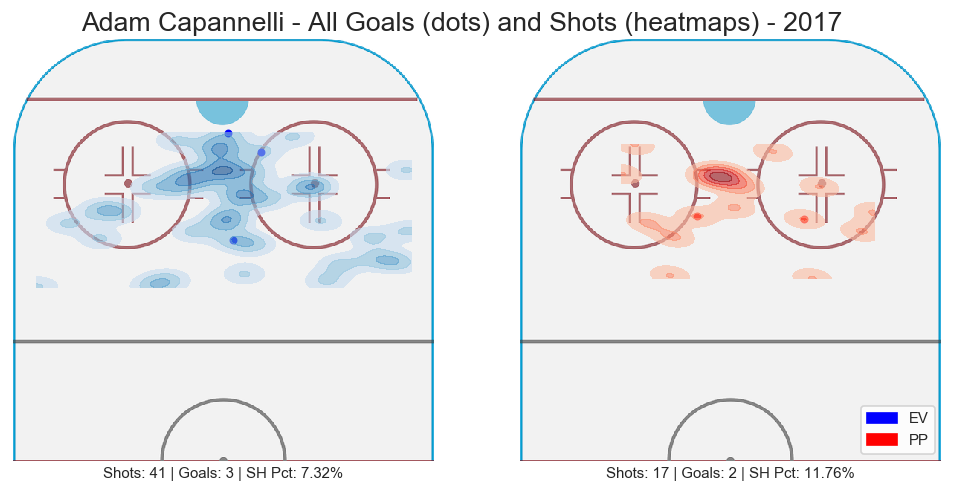 Adam Capannelli - All Goals (dots) and Shots (heatmaps) - 2017
EV
PP
Shots: 41 | Goals: 3 | SH Pct: 7.32%
Shots: 17 | Goals: 2 | SH Pct: 11.76%